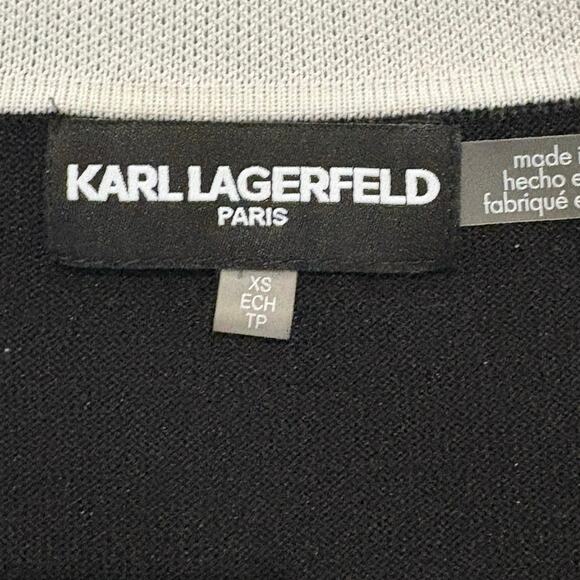 KARL LAGERFELD
PARIS
XS
ECH
TP
made
hecho
fabriqué